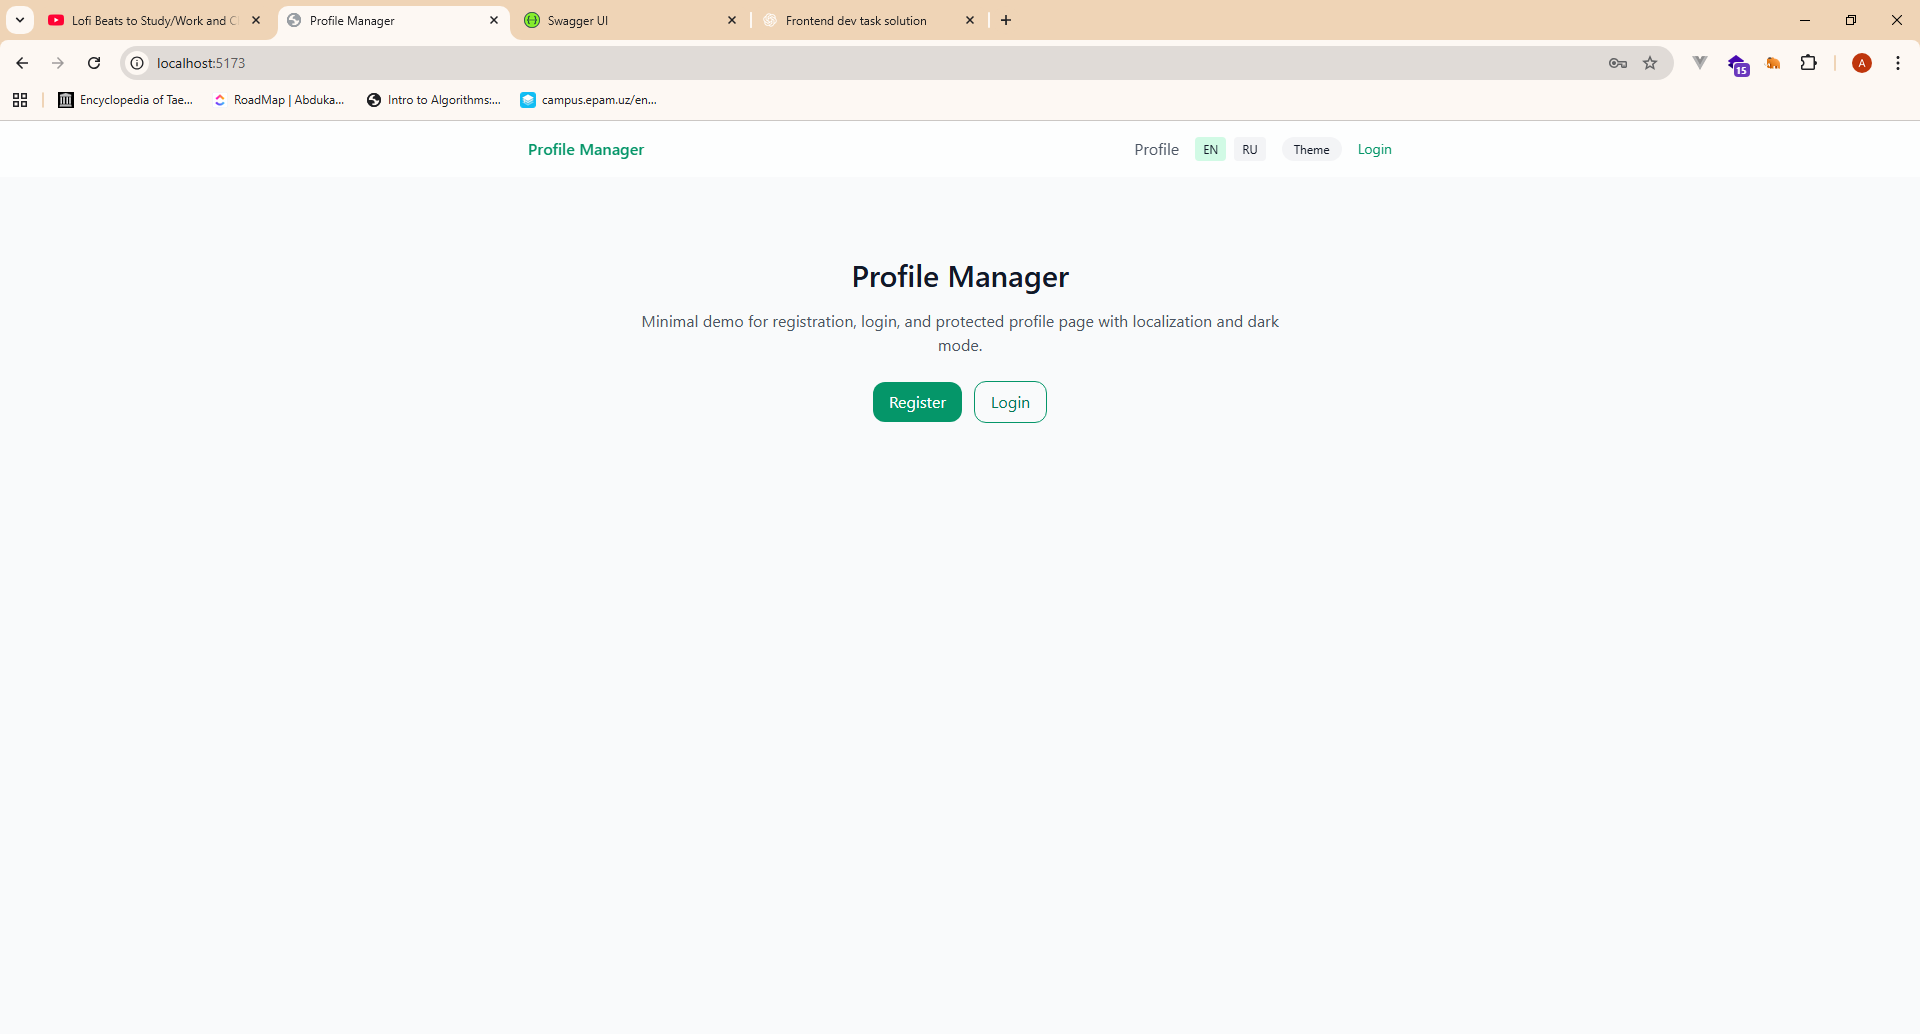 Lofi Beats to Study/Work and C
Profile Manager
Swagger UI
Frontend dev task solution
localhost:5173
15
A
Encyclopedia of Tae...
RoadMap | Abduka...
Intro to Algorithms:...
campus.epam.uz/en...
Profile Manager
Profile
EN
RU
Theme
Login
Profile Manager
Minimal demo for registration, login, and protected profile page with localization and dark
mode.
Register
Login